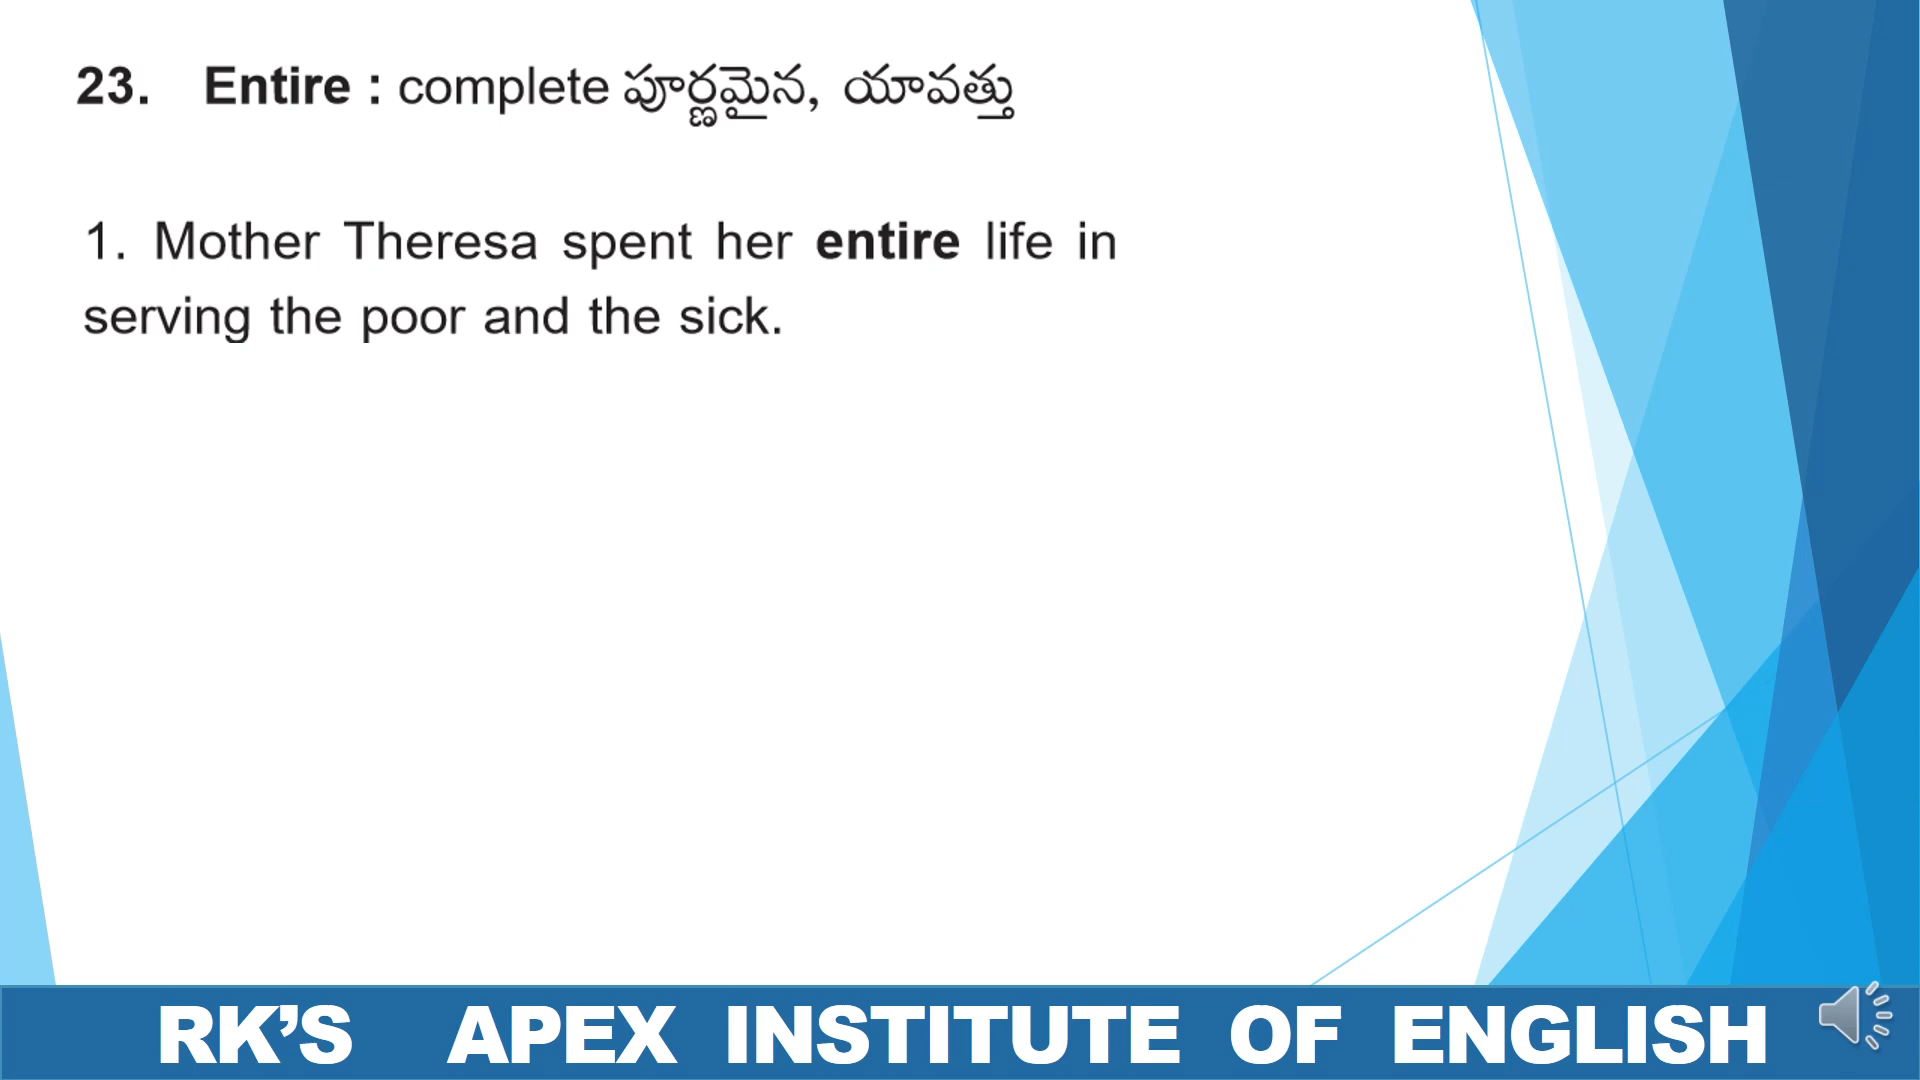 23. Entire : complete పూర్ణమైన, యావత్తు
1. Mother Theresa spent her entire life in
serving the poor and the sick.
RK’S APEX INSTITUTE OF ENGLISH